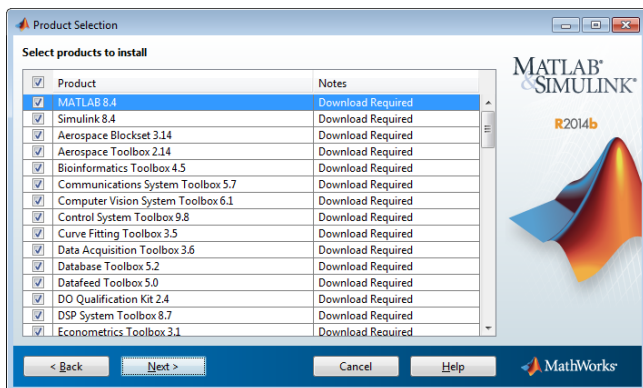 Product Selection
Select products to install
Product Notes
MATLAB 8.4 Download Required
Simulink 8.4 Download Required
Aerospace Blockset 3.14 Download Required
Aerospace Toolbox 2.14 Download Required
Bioinformatics Toolbox 4.5 Download Required
Communications System Toolbox 5.7 Download Required
Computer Vision System Toolbox 6.1 Download Required
Control System Toolbox 9.8 Download Required
Curve Fitting Toolbox 3.5 Download Required
Data Acquisition Toolbox 3.6 Download Required
Database Toolbox 5.2 Download Required
Datafeed Toolbox 5.0 Download Required
DO Qualification Kit 2.4 Download Required
DSP System Toolbox 8.7 Download Required
Econometrics Toolbox 3.1 Download Required
MATLAB®
&SIMULINK®
R2014b
< Back Next > Cancel Help MathWorks®